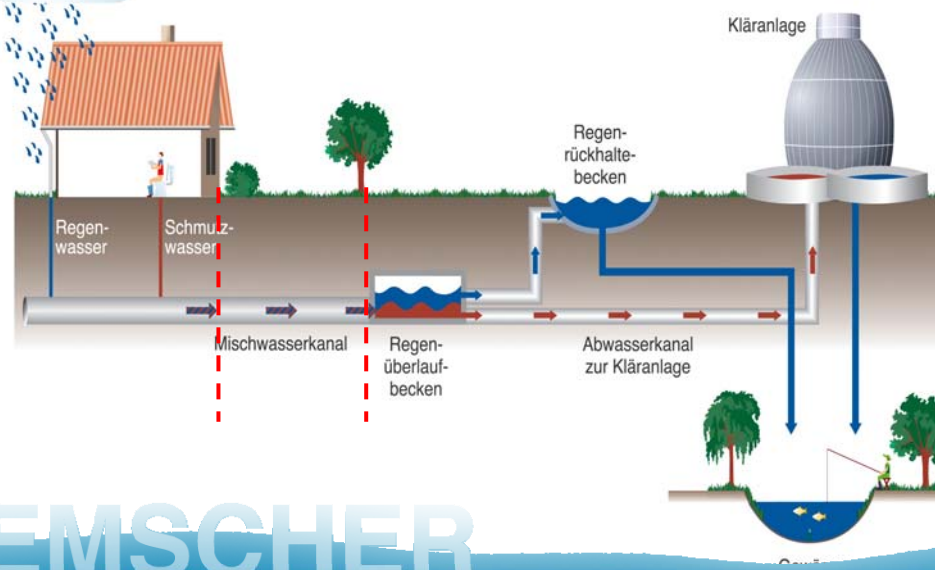 Kläranlage
Regen-
rückhalte-
becken
Regen-
wasser
Schmutz-
wasser
Mischwasserkanal
Regen-
überlauf-
becken
Abwasserkanal
zur Kläranlage
EMSCHER